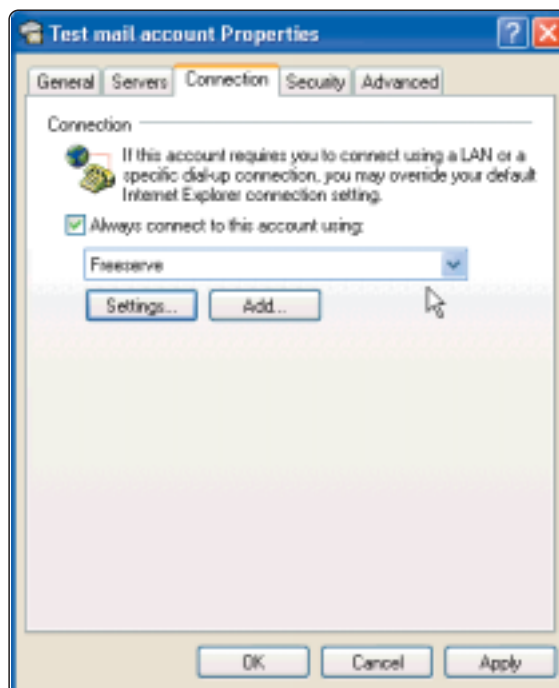 Test mail account Properties
General Servers Connection Security Advanced
Connection
If this account requires you to connect using a LAN or a
specific dial-up connection, you may override your default
Internet Explorer connection setting.
Always connect to this account using:
Freeserve
Settings... Add...
OK Cancel Apply